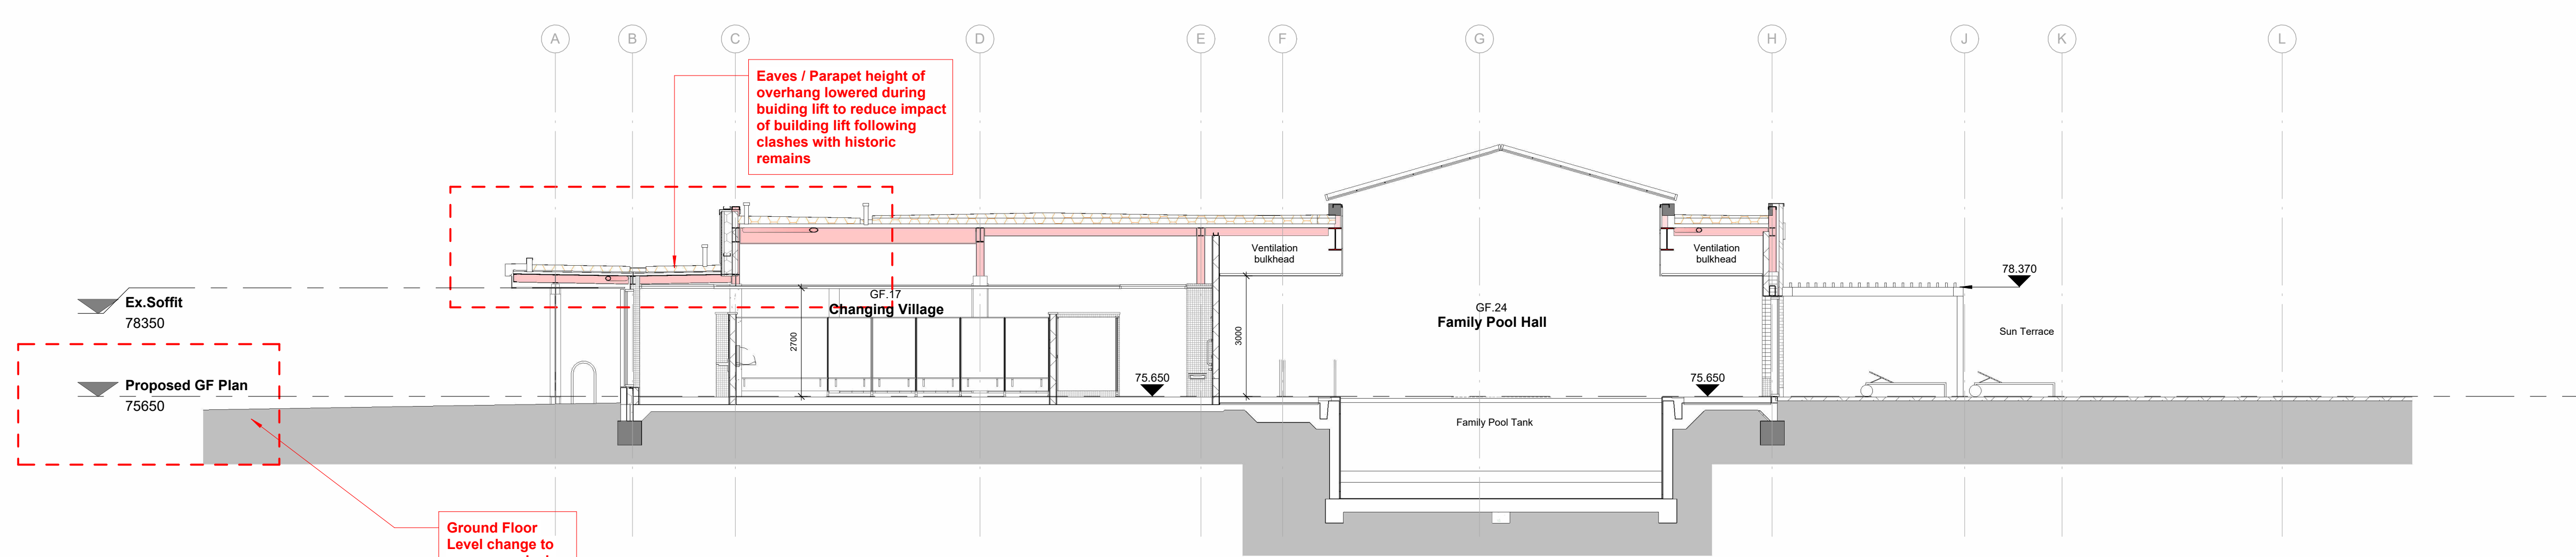 A B C D E F G H J K L
Eaves / Parapet height of
overhang lowered during
buiding lift to reduce impact
of building lift following
clashes with historic
remains
Ventilation
bulkhead
Ventilation
bulkhead
78.370
Ex.Soffit
78350
GF.17
Changing Village
GF.24
Family Pool Hall
Sun Terrace
2700
3000
75.650
75.650
Proposed GF Plan
75650
Family Pool Tank
Ground Floor
Level change to